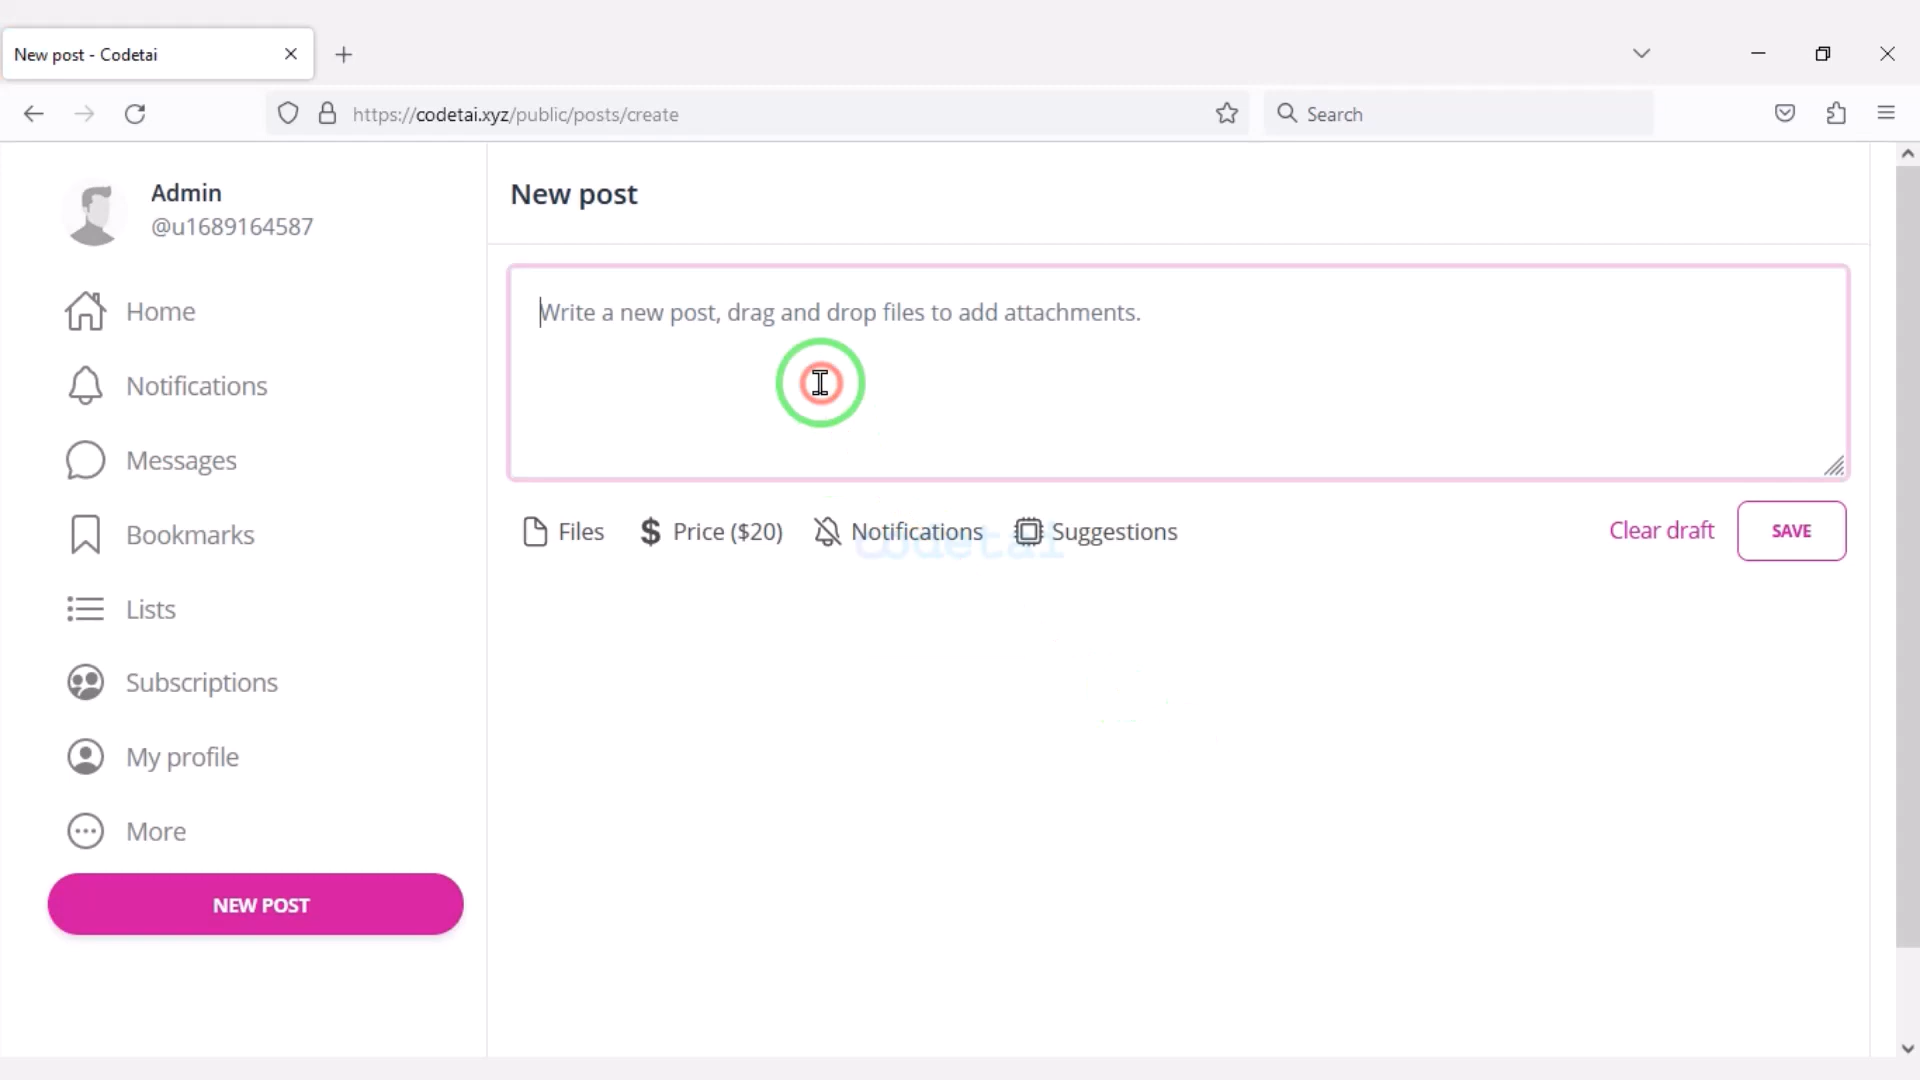 New post - Codetai
https://codetai.xyz/public/posts/create
Search
Admin
@u1689164587
Home
Notifications
Messages
Bookmarks
Lists
Subscriptions
My profile
More
NEW POST
New post
Write a new post, drag and drop files to add attachments.
Files
Price ($20)
Notifications
Suggestions
Clear draft
SAVE
Codetai